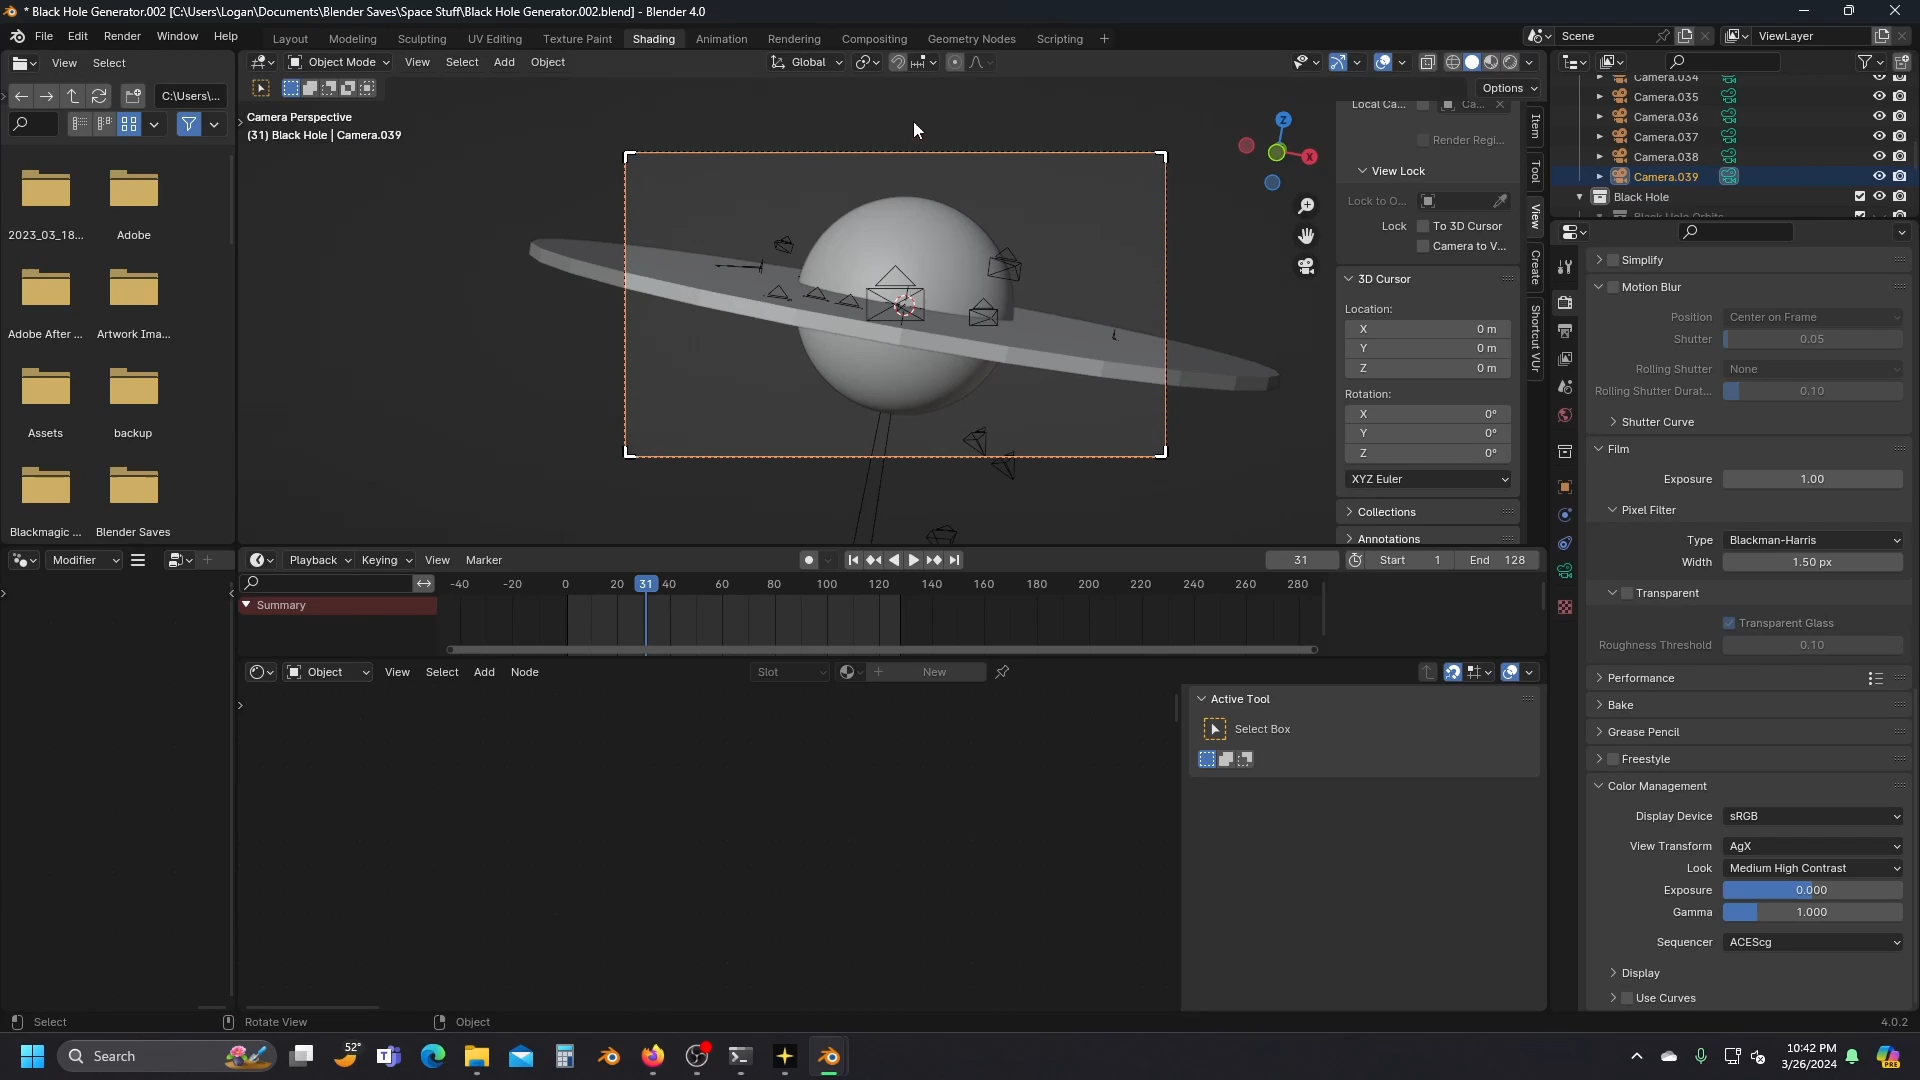 * Black Hole Generator.002 [C:\Users\Logan\Documents\Blender Saves\Space Stuff\Black Hole Generator.002.blend] - Blender 4.0
File Edit Render Window Help
Layout Modeling Sculpting UV Editing Texture Paint Shading Animation Rendering Compositing Geometry Nodes Scripting +
Scene
ViewLayer
View Select
C:\Users\...
Object Mode View Select Add Object
Global
Options
Camera Perspective
(31) Black Hole | Camera.039
Z
X
2023_03_18...
Adobe
Adobe After ...
Artwork Ima...
Assets
backup
Blackmagic ...
Blender Saves
Local Ca...
Ca...
Render Regi...
View Lock
Lock to O...
Lock To 3D Cursor
Camera to V...
3D Cursor
Location:
X 0 m
Y 0 m
Z 0 m
Rotation:
X 0°
Y 0°
Z 0°
XYZ Euler
Collections
Annotations
Item
Tool
View
Create
Shortcut VUr
Camera.034
Camera.035
Camera.036
Camera.037
Camera.038
Camera.039
Black Hole
Black Hole Orbits
Simplify
Motion Blur
Position Center on Frame
Shutter 0.05
Rolling Shutter None
Rolling Shutter Durat... 0.10
Shutter Curve
Film
Exposure 1.00
Pixel Filter
Type Blackman-Harris
Width 1.50 px
Transparent
Transparent Glass
Roughness Threshold 0.10
Performance
Bake
Grease Pencil
Freestyle
Color Management
Display Device sRGB
View Transform AgX
Look Medium High Contrast
Exposure 0.000
Gamma 1.000
Sequencer ACEScg
Display
Use Curves
Modifier
Playback Keying View Marker
31 Start 1 End 128
-40 -20 0 20 31 40 60 80 100 120 140 160 180 200 220 240 260 280
Summary
Object View Select Add Node
Slot
New
Active Tool
Select Box
Select
Rotate View
Object
4.0.2
Search
52°
10:42 PM
3/26/2024
PRE